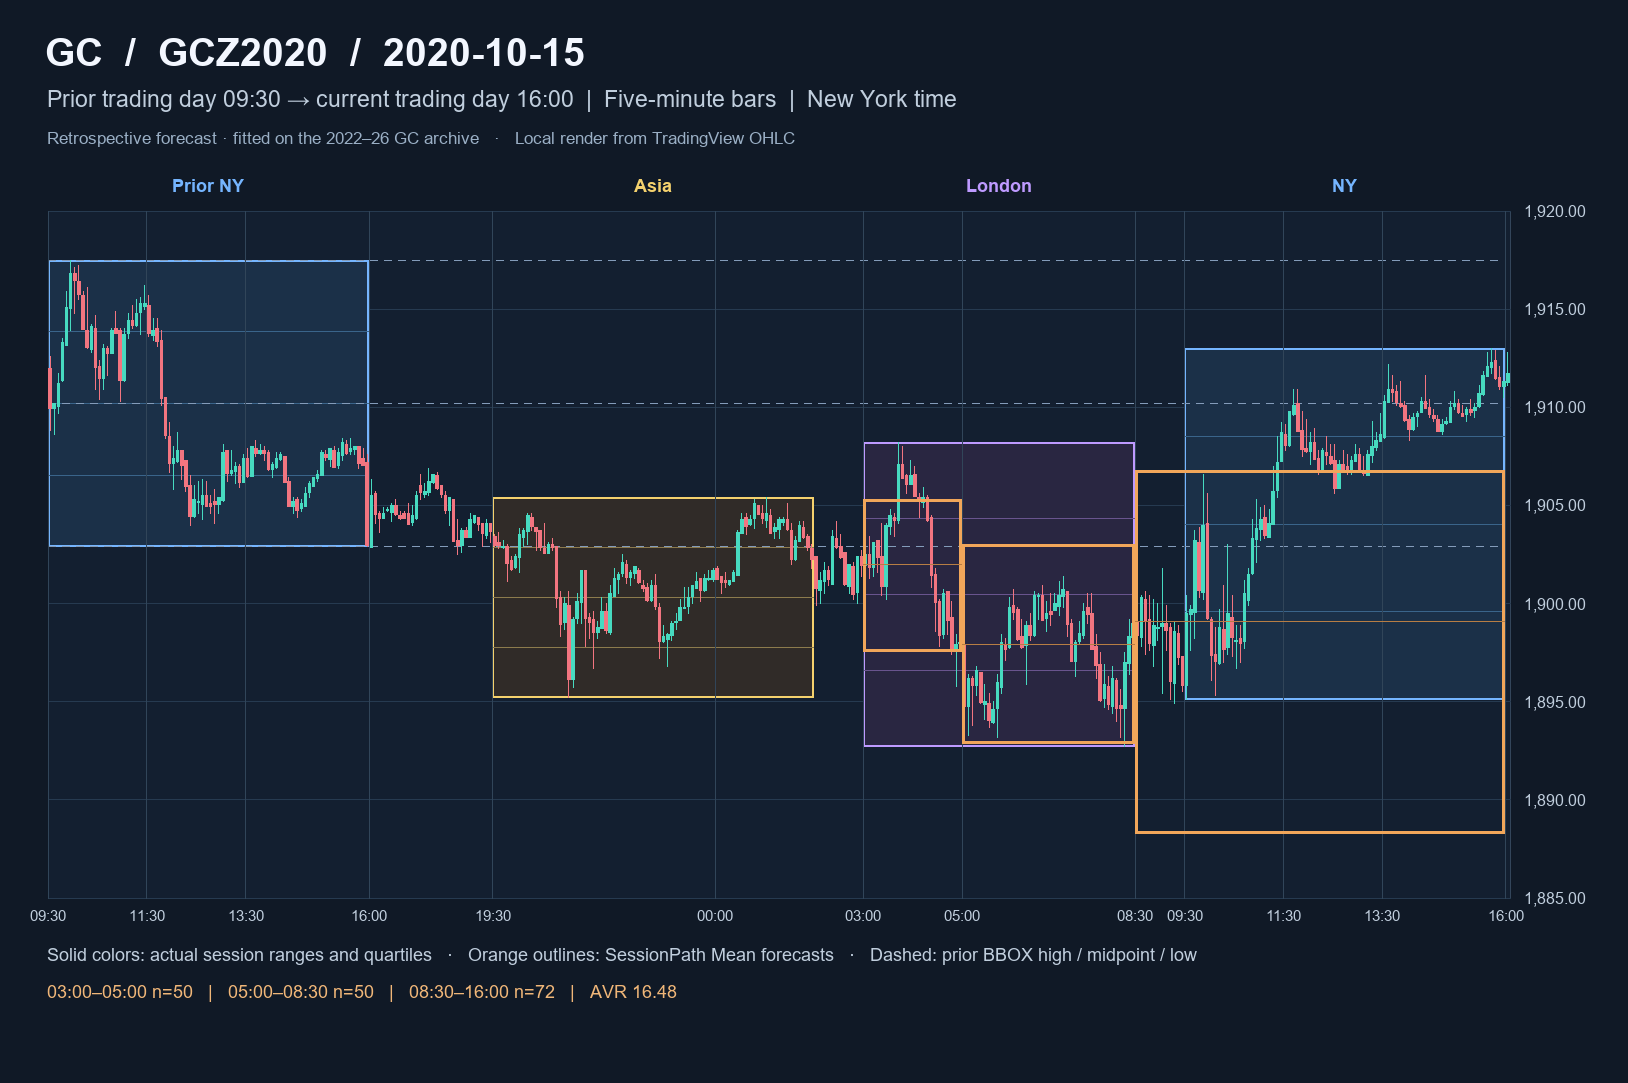 GC / GCZ2020 / 2020-10-15
Prior trading day 09:30 → current trading day 16:00 | Five-minute bars | New York time
Retrospective forecast · fitted on the 2022–26 GC archive · Local render from TradingView OHLC
Prior NY Asia London NY
1,920.00
1,915.00
1,910.00
1,905.00
1,900.00
1,895.00
1,890.00
1,885.00
09:30 11:30 13:30 16:00 19:30 00:00 03:00 05:00 08:30 09:30 11:30 13:30 16:00
Solid colors: actual session ranges and quartiles · Orange outlines: SessionPath Mean forecasts · Dashed: prior BBOX high / midpoint / low
03:00–05:00 n=50 | 05:00–08:30 n=50 | 08:30–16:00 n=72 | AVR 16.48